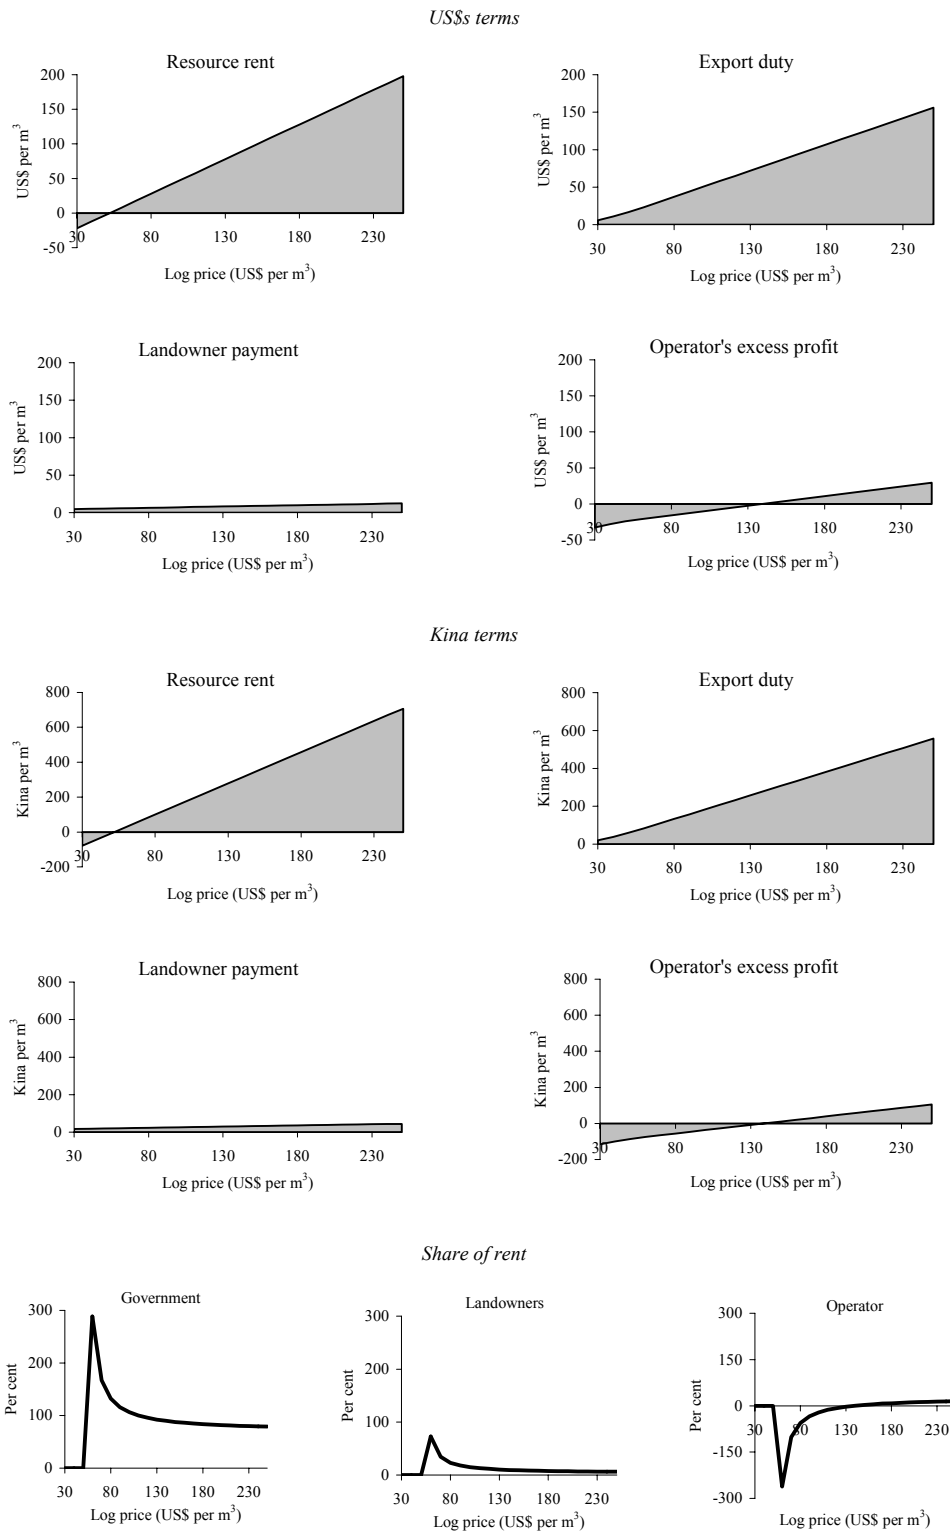 US$s terms
Resource rent
200
150
100
50
0
-50
US$ per m³
30 80 130 180 230
Log price (US$ per m³)
Export duty
200
150
100
50
0
US$ per m³
30 80 130 180 230
Log price (US$ per m³)
Landowner payment
200
150
100
50
0
US$ per m³
30 80 130 180 230
Log price (US$ per m³)
Operator's excess profit
200
150
100
50
0
-50
US$ per m³
30 80 130 180 230
Log price (US$ per m³)
Kina terms
Resource rent
800
600
400
200
0
-200
Kina per m³
30 80 130 180 230
Log price (US$ per m³)
Export duty
800
600
400
200
0
Kina per m³
30 80 130 180 230
Log price (US$ per m³)
Landowner payment
800
600
400
200
0
Kina per m³
30 80 130 180 230
Log price (US$ per m³)
Operator's excess profit
800
600
400
200
0
-200
Kina per m³
30 80 130 180 230
Log price (US$ per m³)
Share of rent
Government
300
200
100
0
Per cent
30 80 130 180 230
Log price (US$ per m³)
Landowners
300
200
100
0
Per cent
30 80 130 180 230
Log price (US$ per m³)
Operator
300
150
0
-150
-300
Per cent
30 80 130 180 230
Log price (US$ per m³)